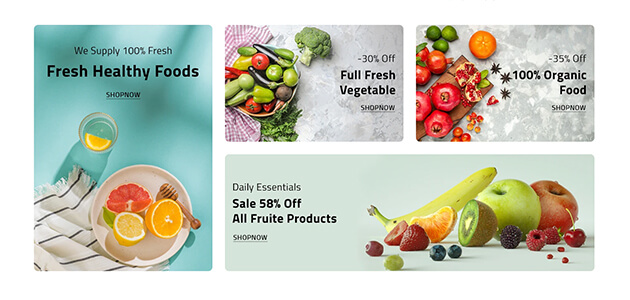 We Supply 100% Fresh
Fresh Healthy Foods
SHOPNOW
-30% Off
Full Fresh
Vegetable
SHOPNOW
-35% Off
100% Organic
Food
SHOPNOW
Daily Essentials
Sale 58% Off
All Fruite Products
SHOPNOW